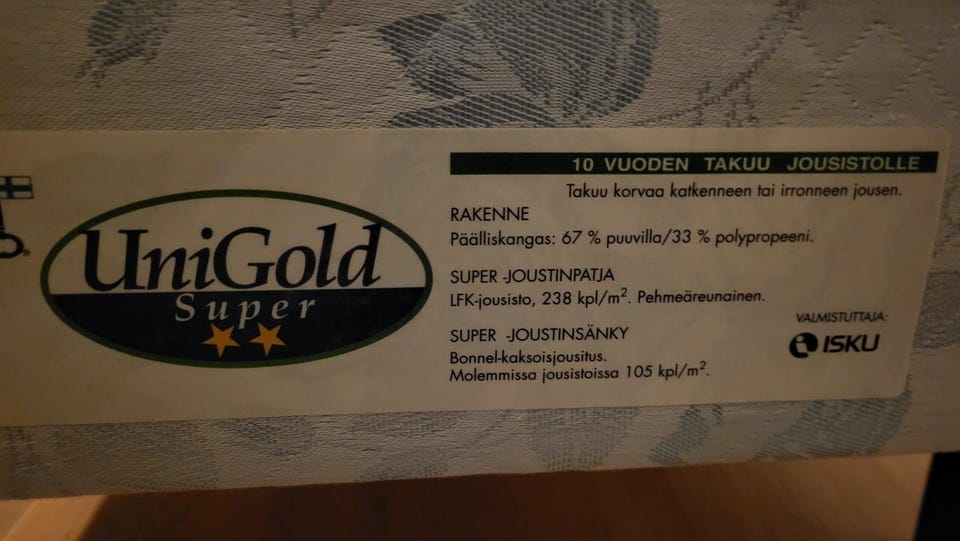 UniGold
Super
10 VUODEN TAKUU JOUSISTOLLE
Takuu korvaa katkenneen tai irronneen jousen.
RAKENNE
Päälliskangas: 67 % puuvilla/33 % polypropeeni.
SUPER -JOUSTINPATJA
LFK-jousisto, 238 kpl/m². Pehmeäreunainen.
SUPER -JOUSTINSÄNKY
Bonnel-kaksoisjousitus.
Molemmissa jousistoissa 105 kpl/m².
VALMISTUTTAJA:
ISKU